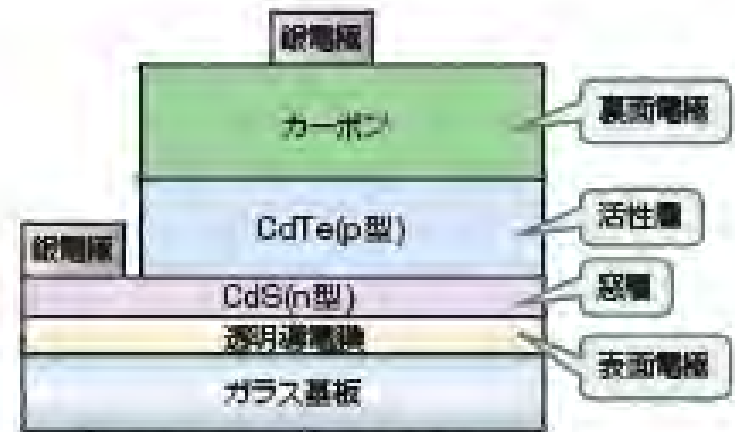 銀電極
カーボン
裏面電極
CdTe(p型)
活性層
銀電極
CdS(n型)
窓層
透明導電膜
表面電極
ガラス基板